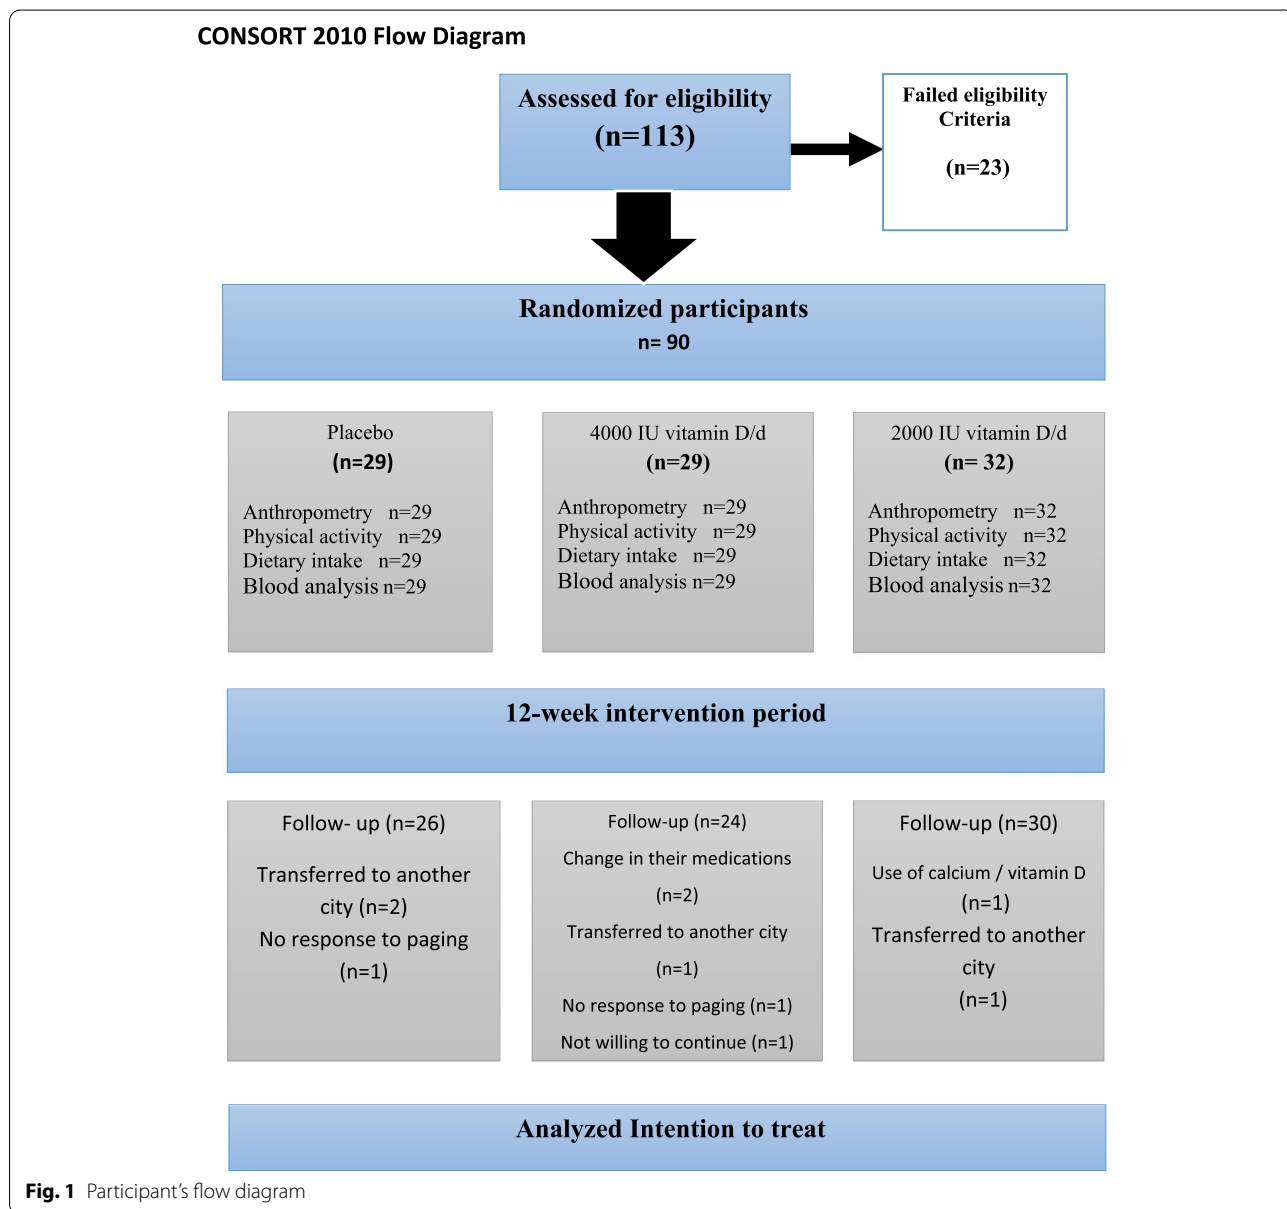 CONSORT 2010 Flow Diagram
Assessed for eligibility
(n=113)
Failed eligibility
Criteria
(n=23)
Randomized participants
n= 90
Placebo
(n=29)
Anthropometry n=29
Physical activity n=29
Dietary intake n=29
Blood analysis n=29
4000 IU vitamin D/d
(n=29)
Anthropometry n=29
Physical activity n=29
Dietary intake n=29
Blood analysis n=29
2000 IU vitamin D/d
(n= 32)
Anthropometry n=32
Physical activity n=32
Dietary intake n=32
Blood analysis n=32
12-week intervention period
Follow- up (n=26)
Transferred to another
city (n=2)
No response to paging
(n=1)
Follow-up (n=24)
Change in their medications
(n=2)
Transferred to another city
(n=1)
No response to paging (n=1)
Not willing to continue (n=1)
Follow-up (n=30)
Use of calcium / vitamin D
(n=1)
Transferred to another
city
(n=1)
Analyzed Intention to treat
Fig. 1 Participant's flow diagram